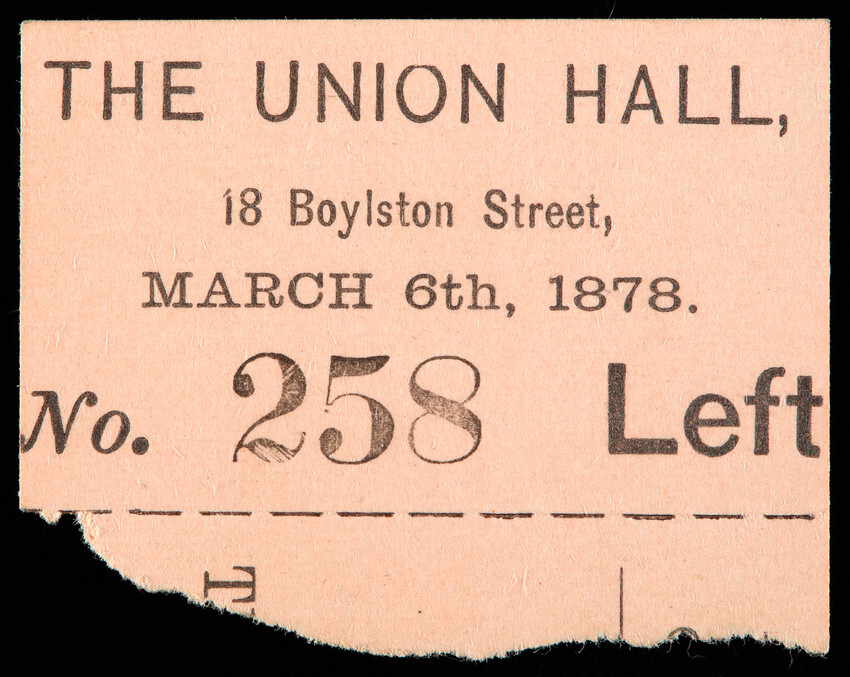 THE UNION HALL,
18 Boylston Street,
MARCH 6th, 1878.
No. 258 Left